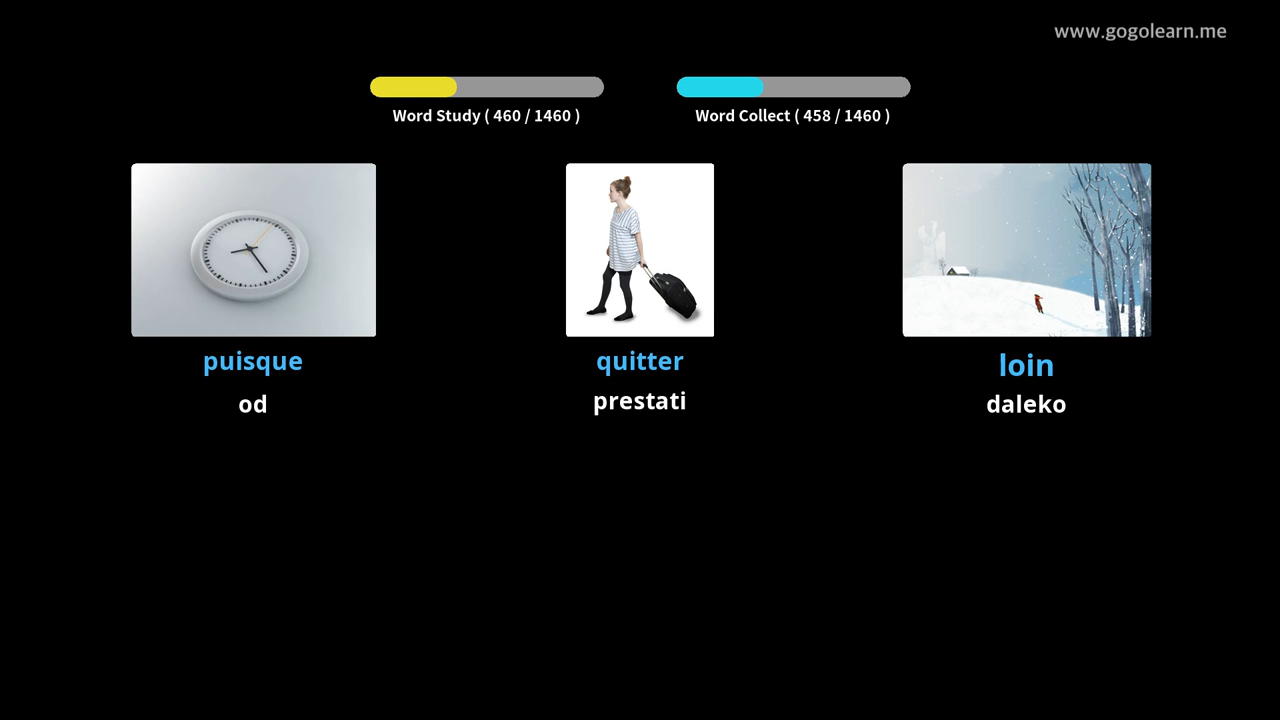 www.gogolearn.me
Word Study ( 460 / 1460 )
Word Collect ( 458 / 1460 )
puisque
od
quitter
prestati
loin
daleko